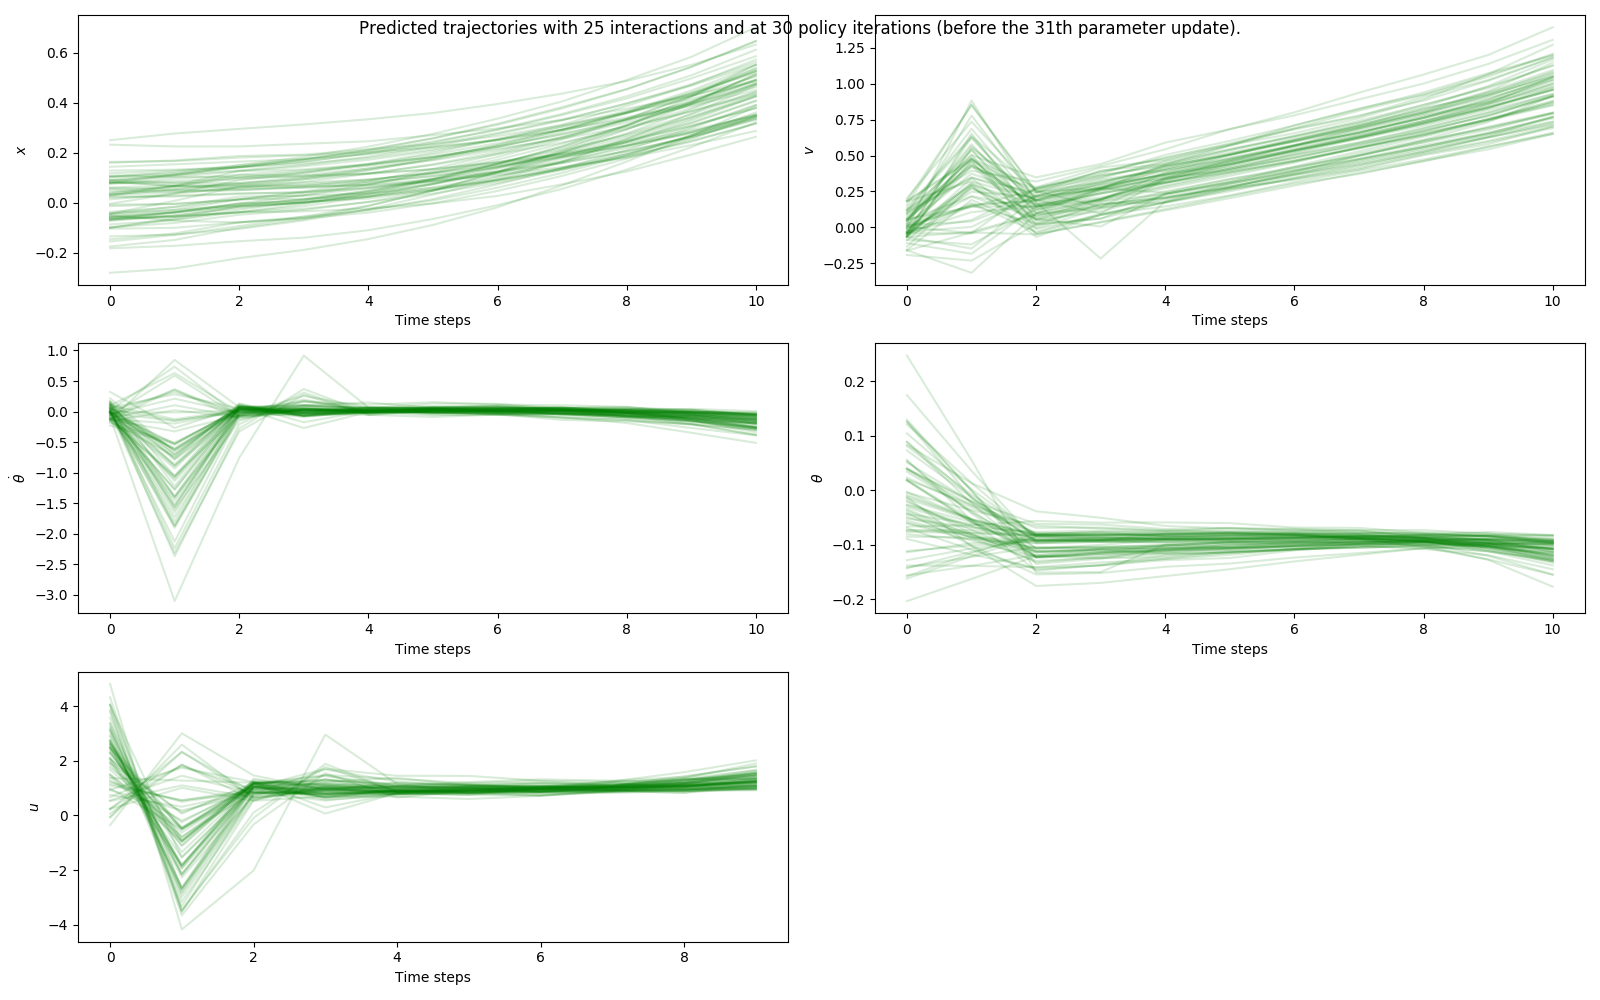 Predicted trajectories with 25 interactions and at 30 policy iterations (before the 31th parameter update).
0.6
0.4
0.2
0.0
−0.2
x
0 2 4 6 8 10
Time steps
1.25
1.00
0.75
0.50
0.25
0.00
−0.25
v
0 2 4 6 8 10
Time steps
1.0
0.5
0.0
−0.5
−1.0
−1.5
−2.0
−2.5
−3.0
θ̇
0 2 4 6 8 10
Time steps
0.2
0.1
0.0
−0.1
−0.2
θ
0 2 4 6 8 10
Time steps
4
2
0
−2
−4
u
0 2 4 6 8
Time steps